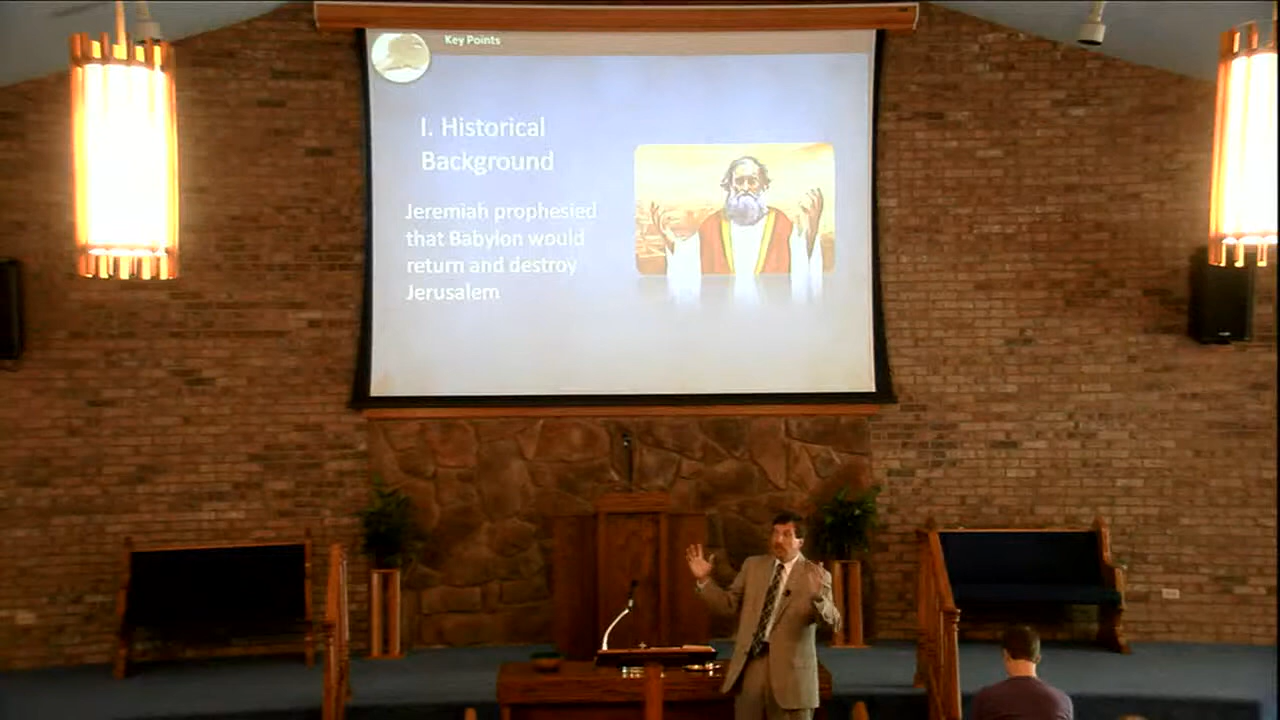 Key Points
I. Historical
Background
Jeremiah prophesied
that Babylon would
return and destroy
Jerusalem